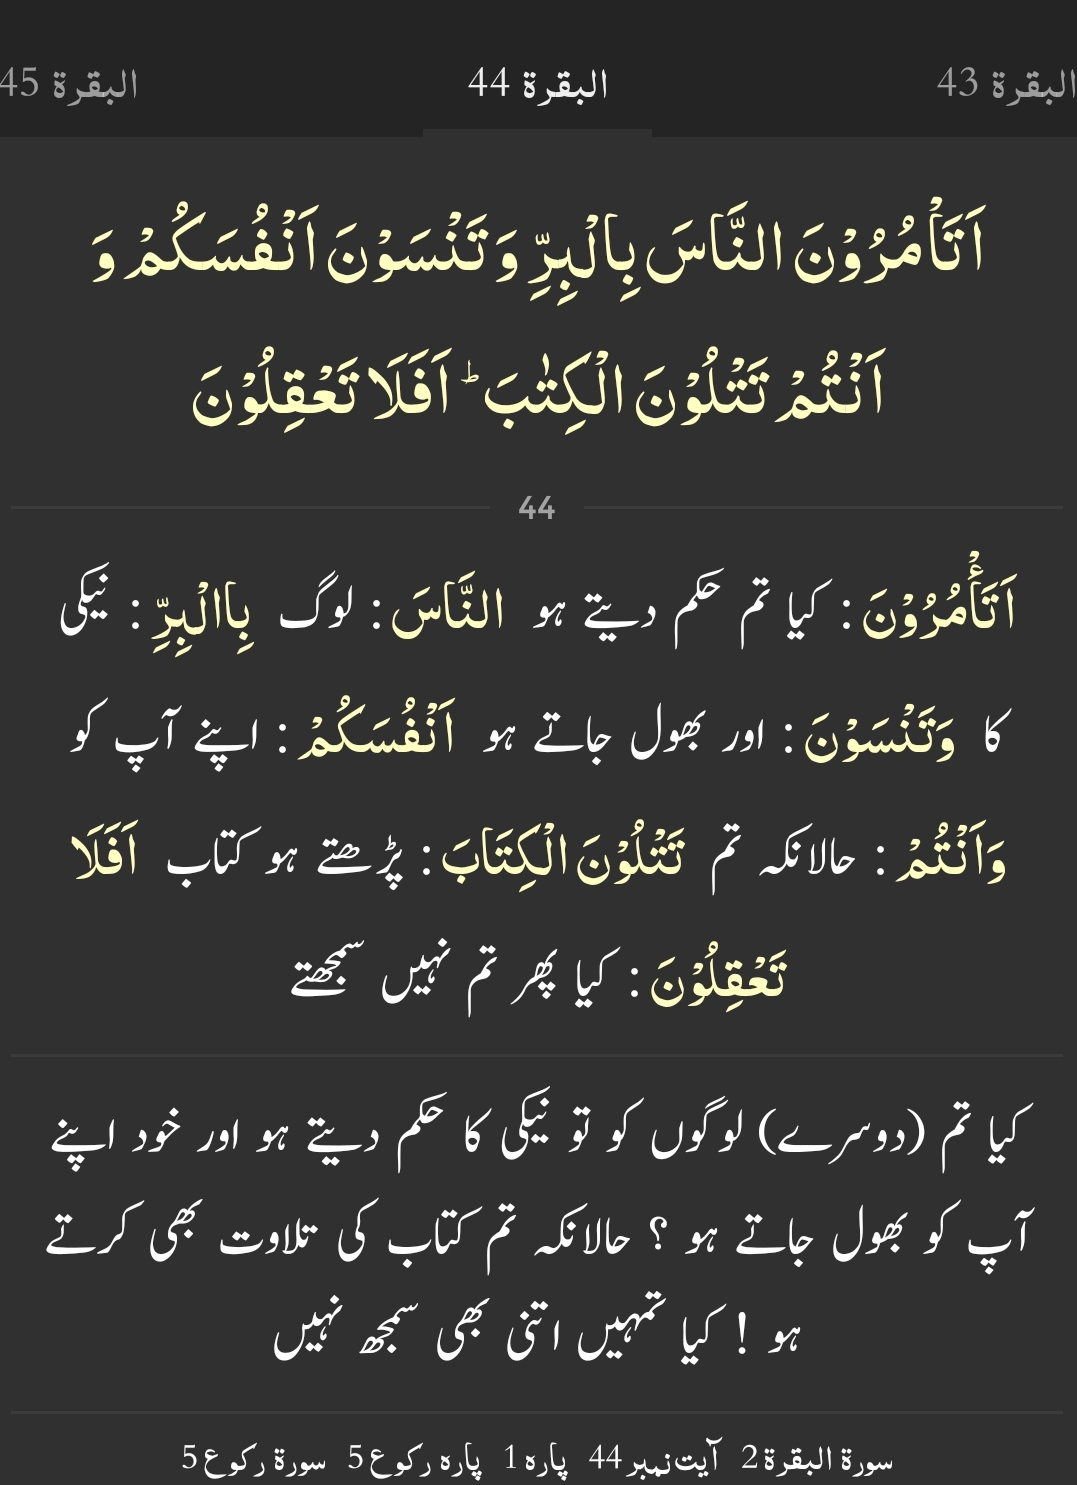 البقرة 43 البقرة 44 البقرة 45
اَتَاْمُرُوْنَ النَّاسَ بِالْبِرِّ وَ تَنْسَوْنَ اَنْفُسَكُمْ وَ
اَنْتُمْ تَتْلُوْنَ الْكِتٰبَ ؕ اَفَلَا تَعْقِلُوْنَ
44
اَتَأْمُرُوْنَ : کیا تم حکم دیتے ہو النَّاسَ : لوگ بِاالْبِرِّ : نیکی
کا وَتَنْسَوْنَ : اور بھول جاتے ہو اَنْفُسَكُمْ : اپنے آپ کو
وَاَنْتُمْ : حالانکہ تم تَتْلُوْنَ الْكِتَابَ : پڑھتے ہو کتاب اَفَلَا
تَعْقِلُوْنَ : کیا پھر تم نہیں سمجھتے
کیا تم (دوسرے) لوگوں کو تو نیکی کا حکم دیتے ہو اور خود اپنے
آپ کو بھول جاتے ہو ؟ حالانکہ تم کتاب کی تلاوت بھی کرتے
ہو ! کیا تمہیں اتنی بھی سمجھ نہیں
سورۃ البقرۃ 2 آیت نمبر 44 پارہ 1 پارہ رکوع 5 سورۃ رکوع 5